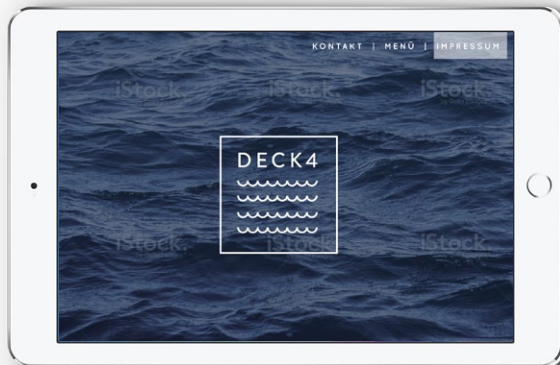 KONTAKT | MENÜ | IMPRESSUM
iStock. iStock. iStock.
DECK4
iStock. iStock. iStock.